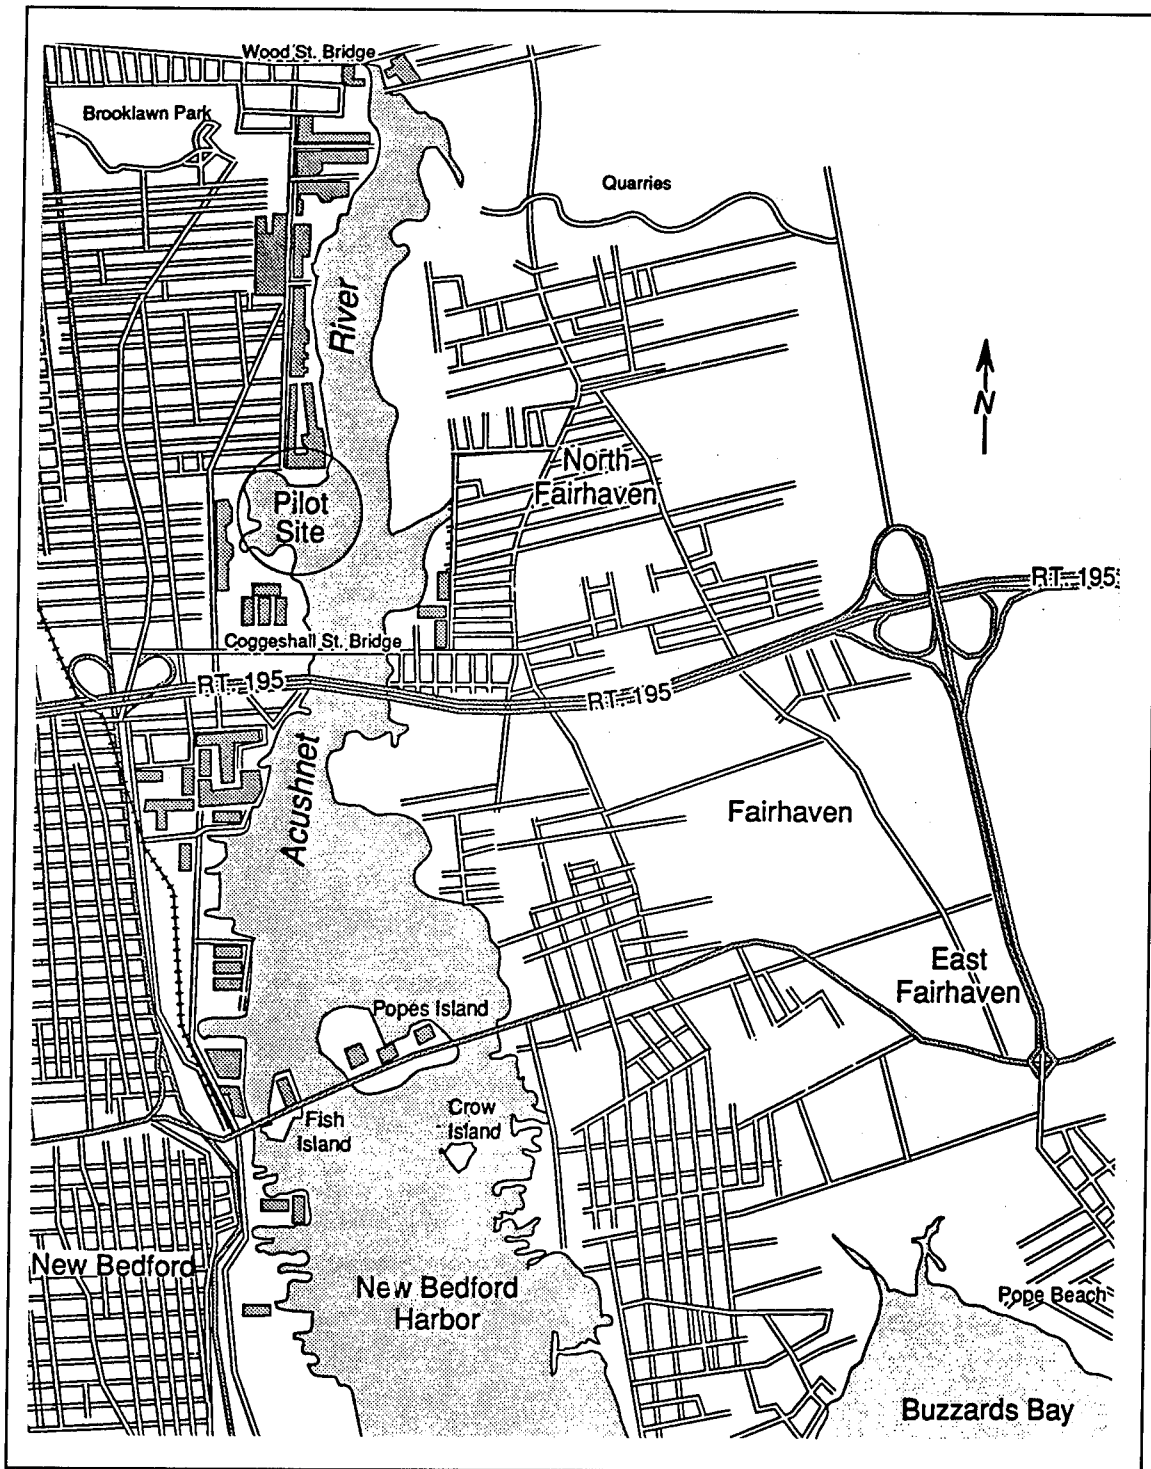 Wood St. Bridge
Brooklawn Park
Quarries
River
N
North
Fairhaven
Pilot
Site
RT. 195
Coggeshall St. Bridge
RT. 195
RT. 195
Acushnet
Fairhaven
East
Fairhaven
Popes Island
Crow
Island
Fish
Island
New Bedford
New Bedford
Harbor
Pope Beach
Buzzards Bay